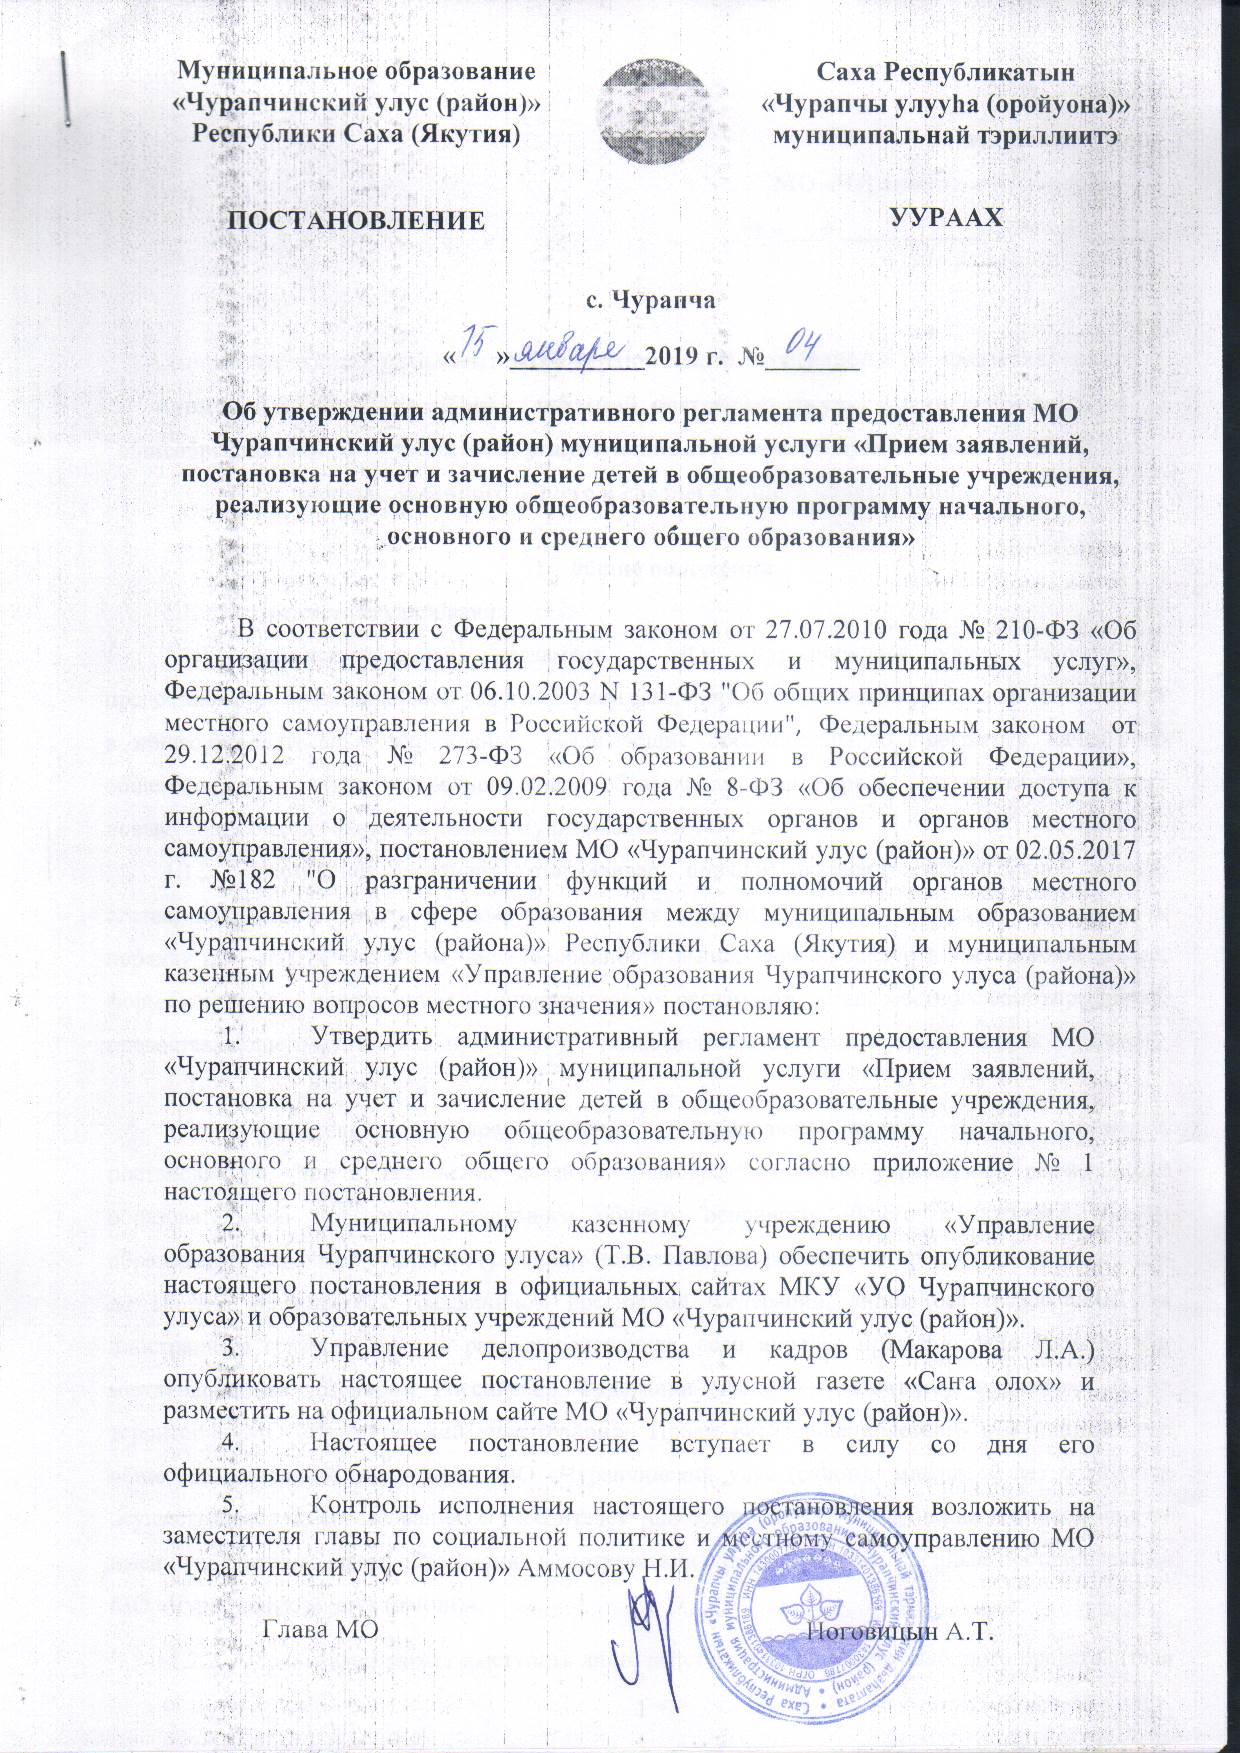 Муниципальное образование
«Чурапчинский улус (район)»
Республики Саха (Якутия)
Саха Республикатын
«Чурапчы улууһа (оройуона)»
муниципальнай тэриллиитэ
ПОСТАНОВЛЕНИЕ
УУРААХ
с. Чурапча
«15» января 2019 г. № 04
Об утверждении административного регламента предоставления МО
Чурапчинский улус (район) муниципальной услуги «Прием заявлений,
постановка на учет и зачисление детей в общеобразовательные учреждения,
реализующие основную общеобразовательную программу начального,
основного и среднего общего образования»
В соответствии с Федеральным законом от 27.07.2010 года № 210-ФЗ «Об
организации предоставления государственных и муниципальных услуг»,
Федеральным законом от 06.10.2003 N 131-ФЗ "Об общих принципах организации
местного самоуправления в Российской Федерации", Федеральным законом от
29.12.2012 года № 273-ФЗ «Об образовании в Российской Федерации»,
Федеральным законом от 09.02.2009 года № 8-ФЗ «Об обеспечении доступа к
информации о деятельности государственных органов и органов местного
самоуправления», постановлением МО «Чурапчинский улус (район)» от 02.05.2017
г. №182 "О разграничении функций и полномочий органов местного
самоуправления в сфере образования между муниципальным образованием
«Чурапчинский улус (района)» Республики Саха (Якутия) и муниципальным
казенным учреждением «Управление образования Чурапчинского улуса (района)»
по решению вопросов местного значения» постановляю:
1. Утвердить административный регламент предоставления МО
«Чурапчинский улус (район)» муниципальной услуги «Прием заявлений,
постановка на учет и зачисление детей в общеобразовательные учреждения,
реализующие основную общеобразовательную программу начального,
основного и среднего общего образования» согласно приложение № 1
настоящего постановления.
2. Муниципальному казенному учреждению «Управление
образования Чурапчинского улуса» (Т.В. Павлова) обеспечить опубликование
настоящего постановления в официальных сайтах МКУ «УО Чурапчинского
улуса» и образовательных учреждений МО «Чурапчинский улус (район)».
3. Управление делопроизводства и кадров (Макарова Л.А.)
опубликовать настоящее постановление в улусной газете «Саҥа олох» и
разместить на официальном сайте МО «Чурапчинский улус (район)».
4. Настоящее постановление вступает в силу со дня его
официального обнародования.
5. Контроль исполнения настоящего постановления возложить на
заместителя главы по социальной политике и местному самоуправлению МО
«Чурапчинский улус (район)» Аммосову Н.И.
Глава МО Ноговицын А.Т.